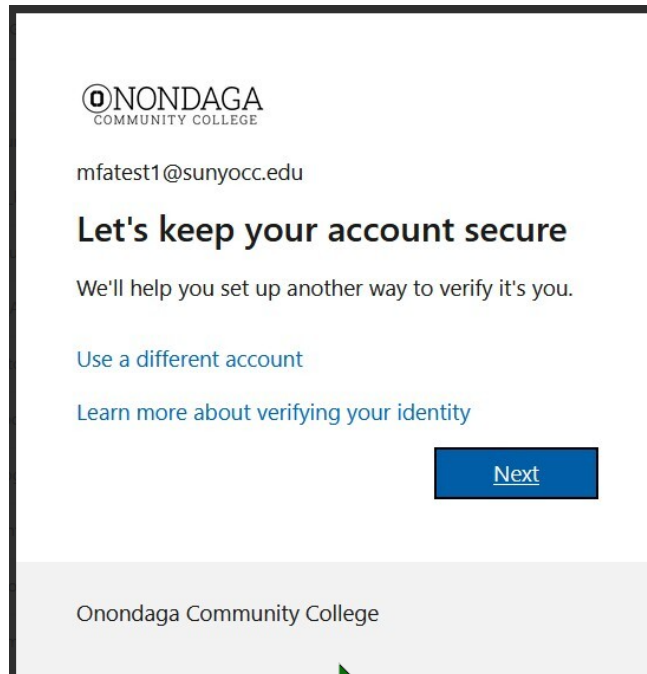 ONONDAGA
COMMUNITY COLLEGE
mfatest1@sunyocc.edu
Let's keep your account secure
We'll help you set up another way to verify it's you.
Use a different account
Learn more about verifying your identity
Next
Onondaga Community College